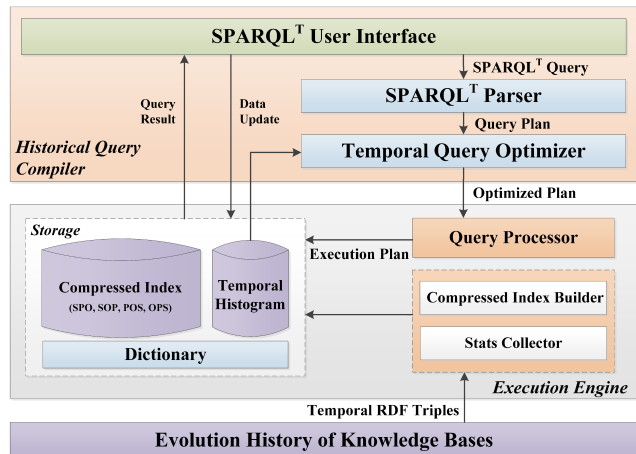 SPARQL^T User Interface
SPARQL^T Query
SPARQL^T Parser
Query
Result
Data
Update
Query Plan
Historical Query
Compiler
Temporal Query Optimizer
Optimized Plan
Storage
Compressed Index
(SPO, SOP, POS, OPS)
Temporal
Histogram
Dictionary
Execution Plan
Query Processor
Compressed Index Builder
Stats Collector
Execution Engine
Temporal RDF Triples
Evolution History of Knowledge Bases